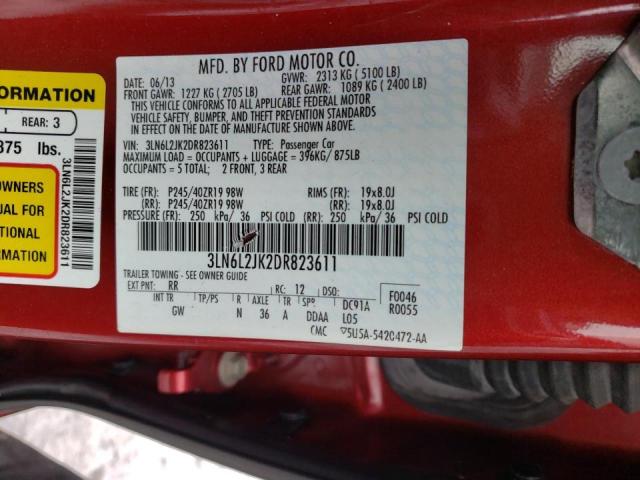 MFD. BY FORD MOTOR CO.
DATE: 06/13 GVWR: 2313 KG (5100 LB)
FRONT GAWR: 1227 KG (2705 LB) REAR GAWR: 1089 KG (2400 LB)
THIS VEHICLE CONFORMS TO ALL APPLICABLE FEDERAL MOTOR
VEHICLE SAFETY, BUMPER, AND THEFT PREVENTION STANDARDS
IN EFFECT ON THE DATE OF MANUFACTURE SHOWN ABOVE.
VIN: 3LN6L2JK2DR823611 TYPE: Passenger Car
MAXIMUM LOAD = OCCUPANTS + LUGGAGE = 396KG/ 875LB
OCCUPANTS = 5 TOTAL; 2 FRONT, 3 REAR
TIRE (FR): P245/40ZR19 98W RIMS (FR): 19x8.0J
(RR): P245/40ZR19 98W (RR): 19x8.0J
PRESSURE (FR): 250 kPa/ 36 PSI COLD (RR): 250 kPa/ 36 PSI COLD
3LN6L2JK2DR823611
TRAILER TOWING - SEE OWNER GUIDE
EXT PNT: RR RC: 12 DSO:
INT TR TP/PS R AXLE TR SPR DC91A F0046
GW N 36 A DDAA L05 R0055
CMC 5U5A-5420472-AA
FORMATION
REAR: 3
875 lbs.
NERS
UAL FOR
ITIONAL
RMATION
3LN6L2JK2DR823611